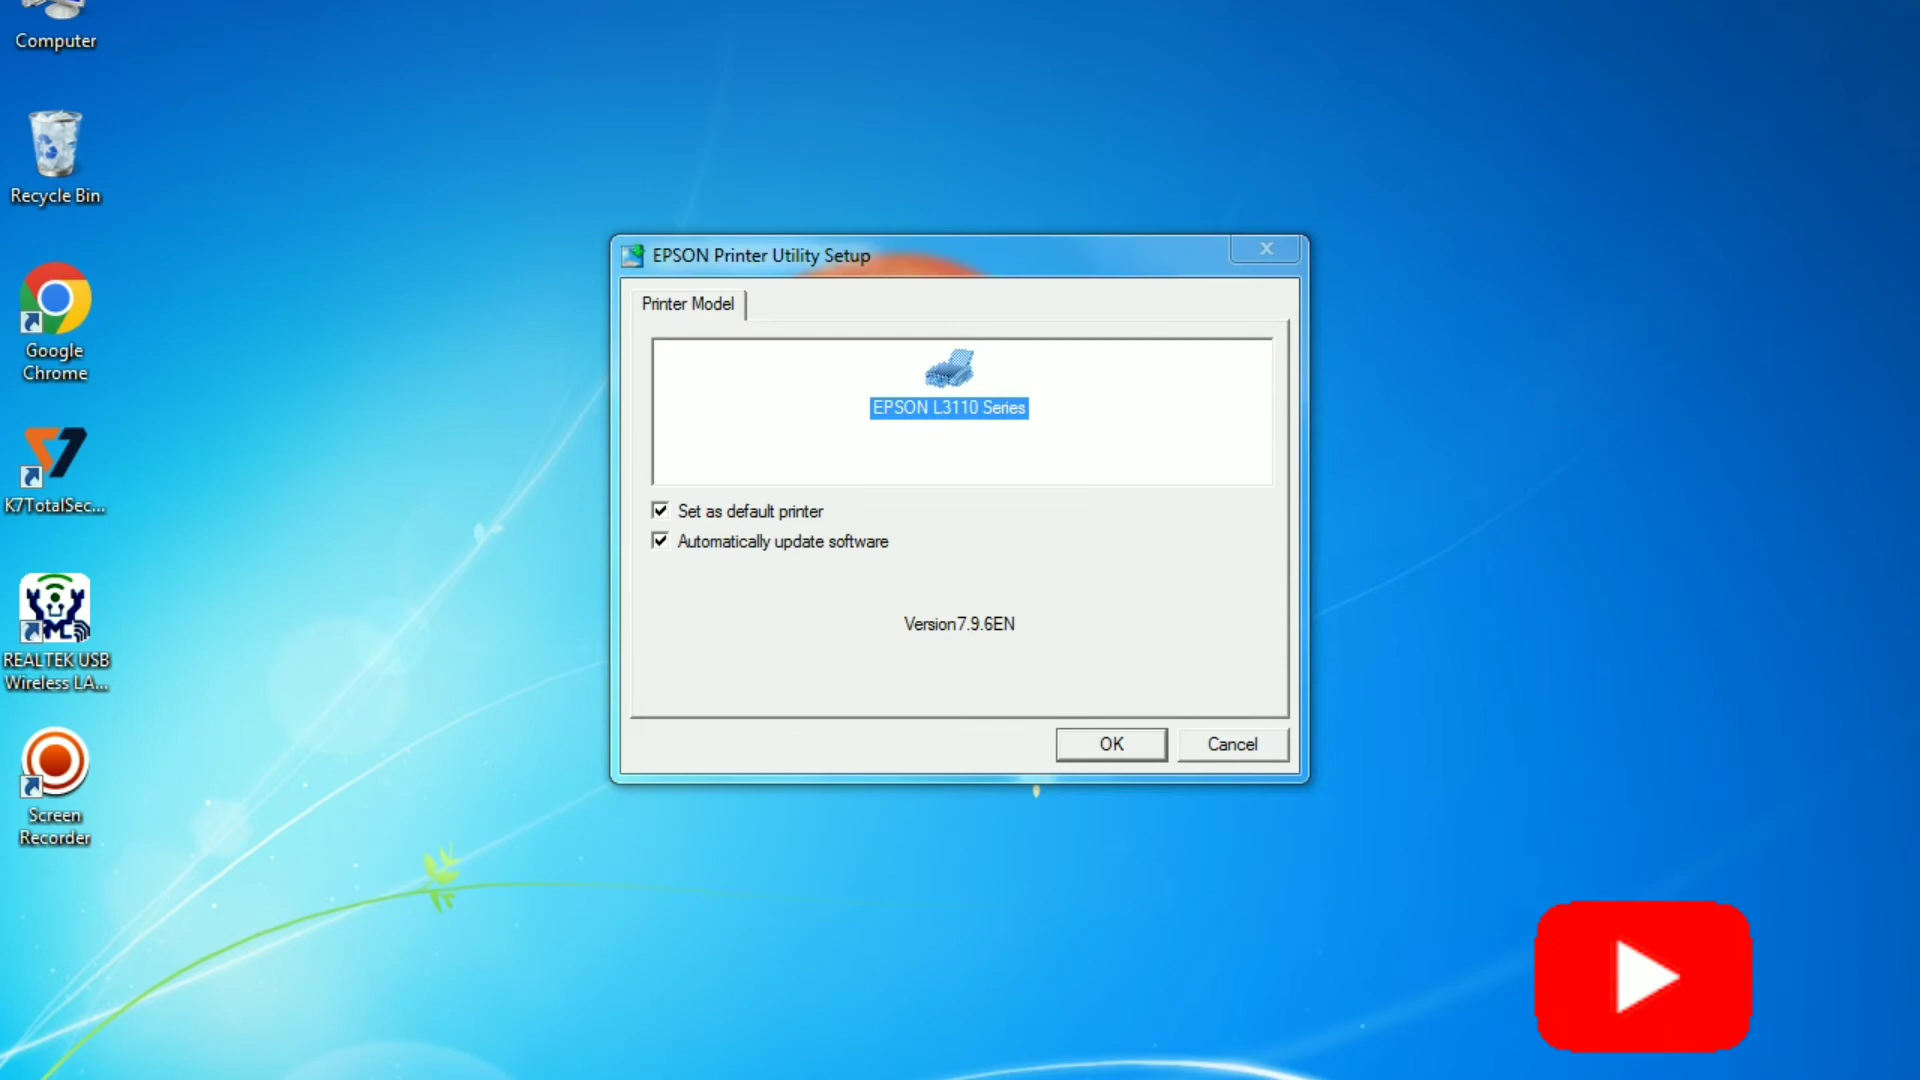 Computer
Recycle Bin
Google
Chrome
K7TotalSec...
REALTEK USB
Wireless LA...
Screen
Recorder
EPSON Printer Utility Setup
Printer Model
EPSON L3110 Series
Set as default printer
Automatically update software
Version7.9.6EN
OK
Cancel